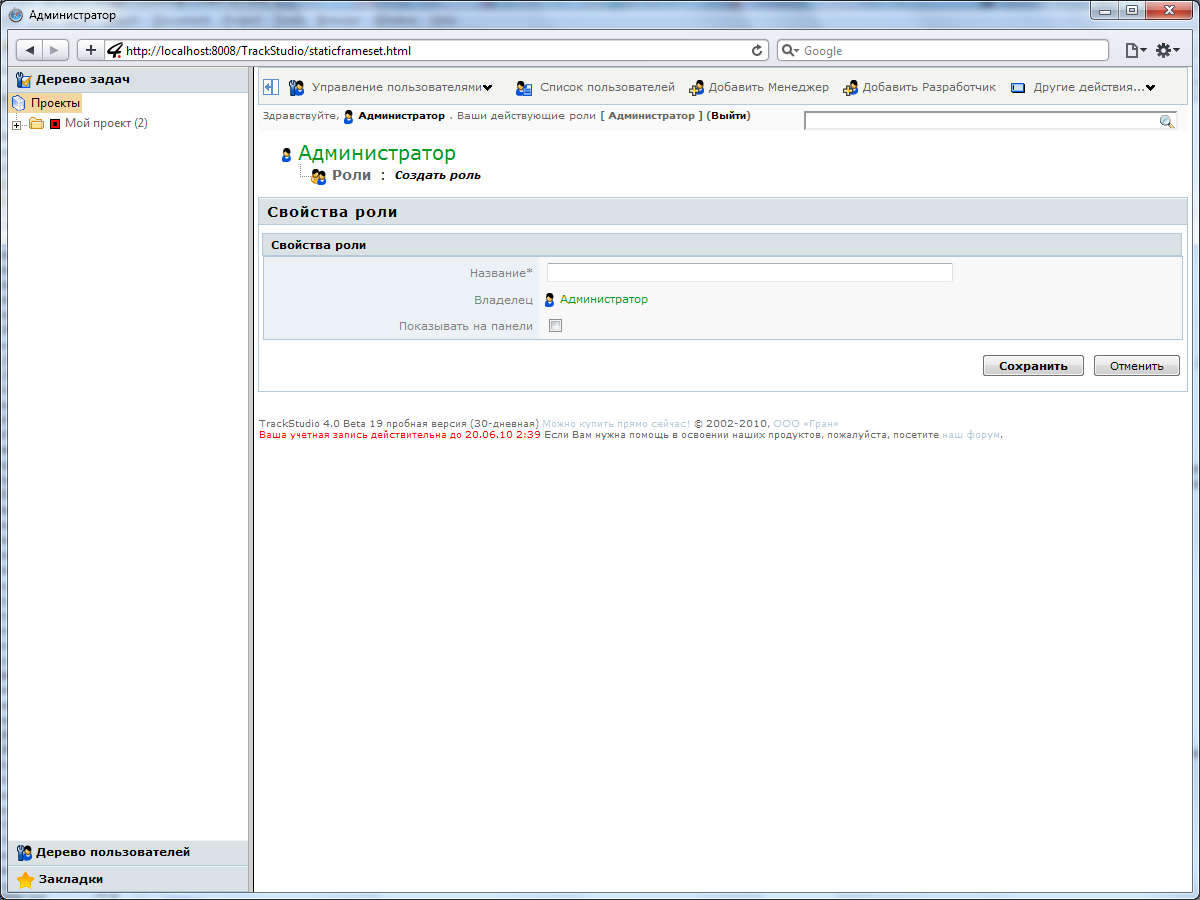 Администратор
http://localhost:8008/TrackStudio/staticframeset.html
Google
Дерево задач
Проекты
Мой проект (2)
Управление пользователями Список пользователей Добавить Менеджер Добавить Разработчик Другие действия...
Здравствуйте, Администратор . Ваши действующие роли [ Администратор ] (Выйти)
Администратор
Роли : Создать роль
Свойства роли
Свойства роли
Название*
Владелец Администратор
Показывать на панели
Сохранить Отменить
TrackStudio 4.0 Beta 19 пробная версия (30-дневная) Можно купить прямо сейчас! © 2002-2010, ООО «Гран»
Ваша учетная запись действительна до 20.06.10 2:39 Если Вам нужна помощь в освоении наших продуктов, пожалуйста, посетите наш форум.
Дерево пользователей
Закладки